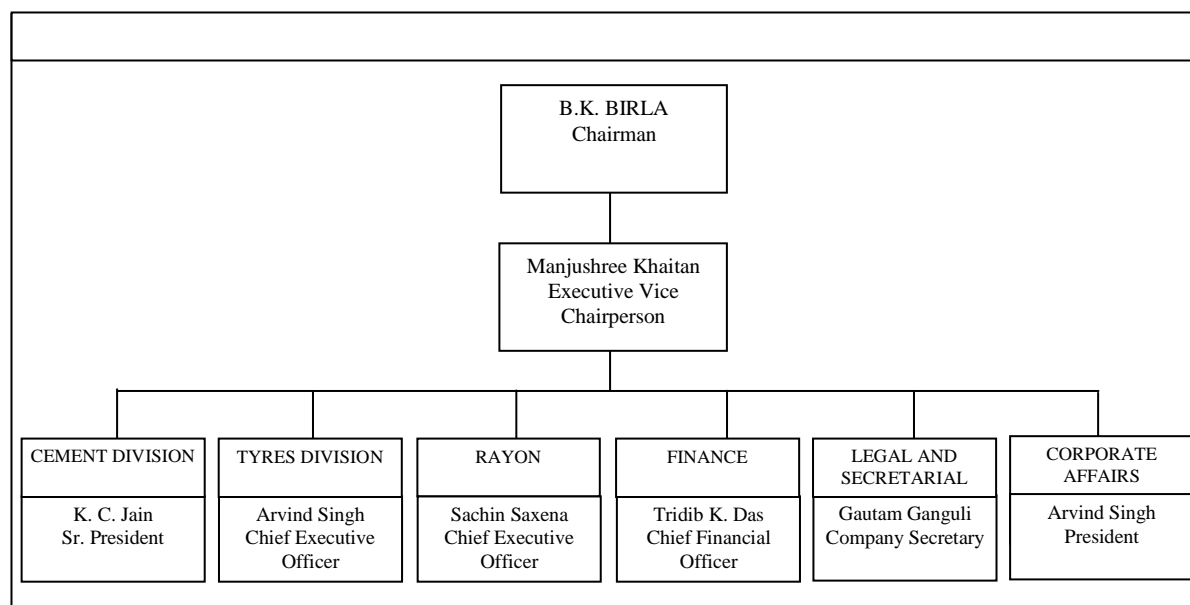 B.K. BIRLA
Chairman
Manjushree Khaitan
Executive Vice
Chairperson
CEMENT DIVISION
K. C. Jain
Sr. President
TYRES DIVISION
Arvind Singh
Chief Executive
Officer
RAYON
Sachin Saxena
Chief Executive
Officer
FINANCE
Tridib K. Das
Chief Financial
Officer
LEGAL AND
SECRETARIAL
Gautam Ganguli
Company Secretary
CORPORATE
AFFAIRS
Arvind Singh
President